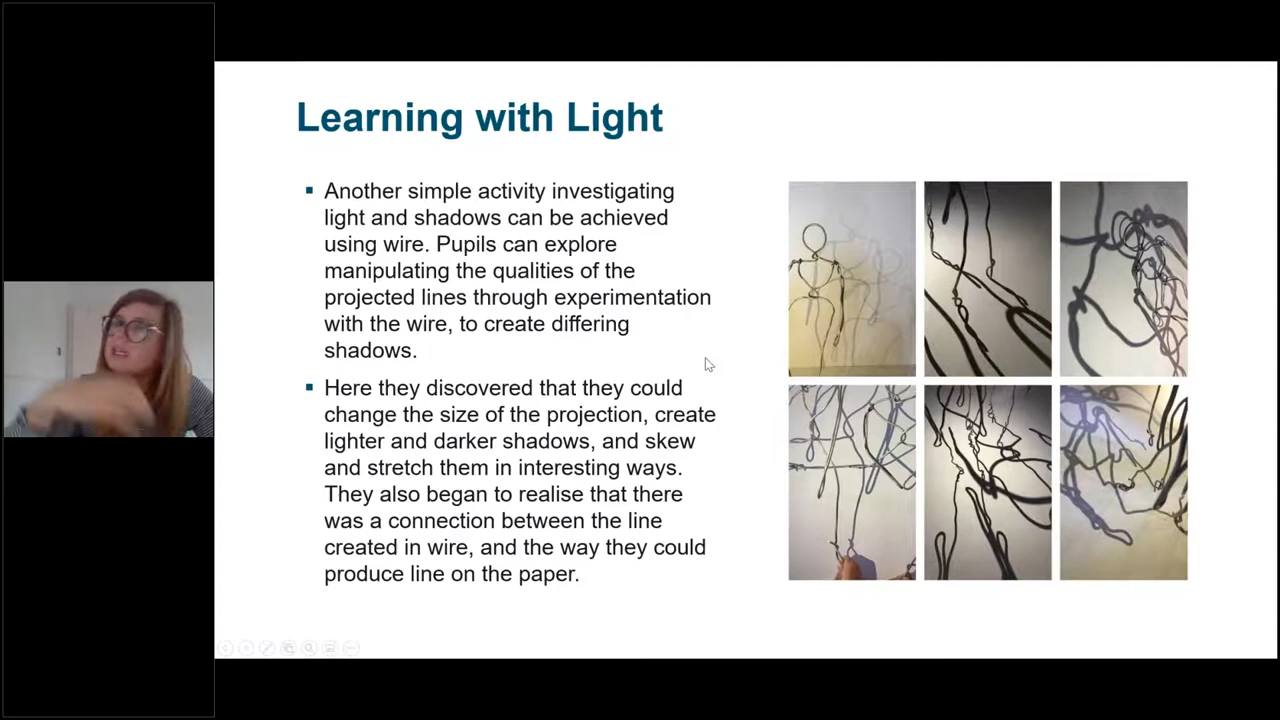 Learning with Light
Another simple activity investigating
light and shadows can be achieved
using wire. Pupils can explore
manipulating the qualities of the
projected lines through experimentation
with the wire, to create differing
shadows.
Here they discovered that they could
change the size of the projection, create
lighter and darker shadows, and skew
and stretch them in interesting ways.
They also began to realise that there
was a connection between the line
created in wire, and the way they could
produce line on the paper.